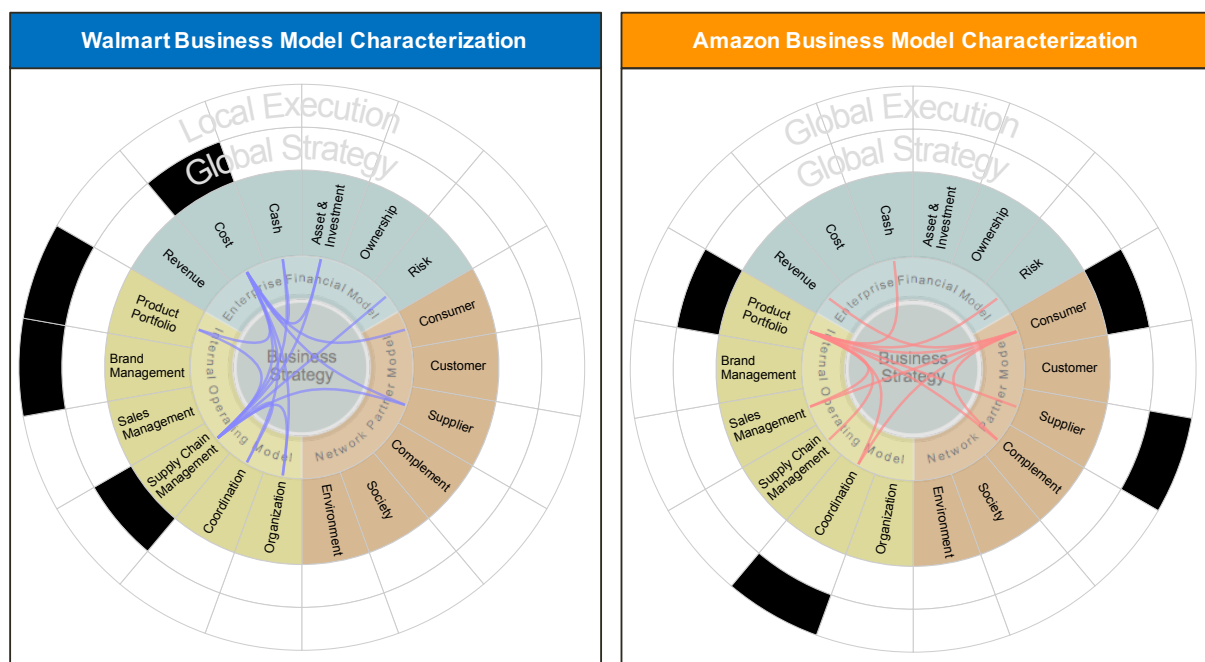 Walmart Business Model Characterization
Local Execution
Global Strategy
Revenue
Cost
Cash
Asset &
Investment
Ownership
Risk
Consumer
Customer
Supplier
Complement
Society
Environment
Organization
Coordination
Supply Chain
Management
Sales
Management
Brand
Management
Product
Portfolio
Enterprise Financial Model
Network Partner Model
Internal Operating Model
Business
Strategy
Amazon Business Model Characterization
Global Execution
Global Strategy
Revenue
Cost
Cash
Asset &
Investment
Ownership
Risk
Consumer
Customer
Supplier
Complement
Society
Environment
Organization
Coordination
Supply Chain
Management
Sales
Management
Brand
Management
Product
Portfolio
Enterprise Financial Model
Network Partner Model
Internal Operating Model
Business
Strategy